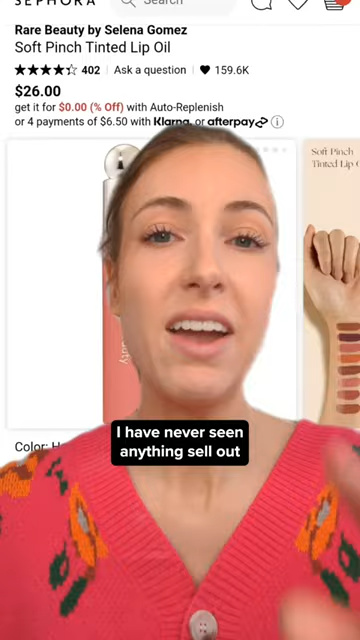 SEPHORA
Search
Rare Beauty by Selena Gomez
Soft Pinch Tinted Lip Oil
402 | Ask a question | 159.6K
$26.00
get it for $0.00 (% Off) with Auto-Replenish
or 4 payments of $6.50 with Klarna. or afterpay
Soft Pinch
Tinted Lip O
auty
I have never seen
anything sell out
Color: